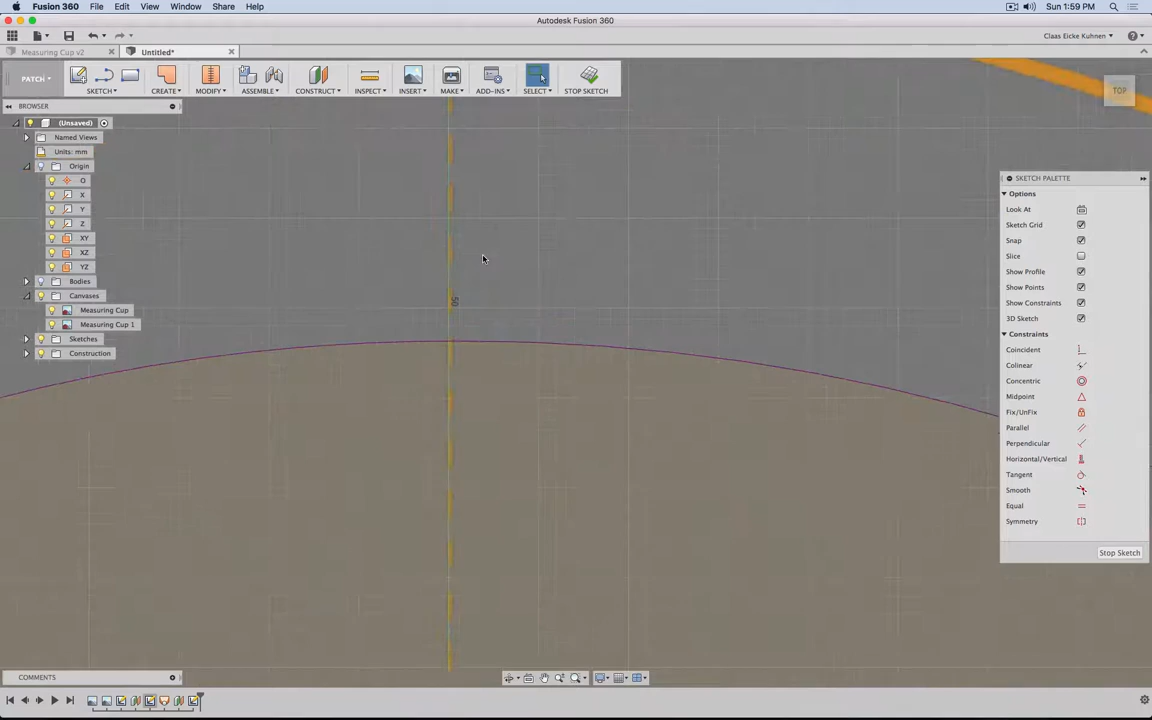 Fusion 360 File Edit View Window Share Help Sun 1:59 PM
Autodesk Fusion 360
Claas Eicke Kuhnen
Measuring Cup v2 Untitled*
PATCH SKETCH CREATE MODIFY ASSEMBLE CONSTRUCT INSPECT INSERT MAKE ADD-INS SELECT STOP SKETCH
TOP
BROWSER
(Unsaved)
Named Views
Units: mm
Origin
O
X
Y
Z
XY
XZ
YZ
Bodies
Canvases
Measuring Cup
Measuring Cup 1
Sketches
Construction
50
SKETCH PALETTE
Options
Look At
Sketch Grid
Snap
Slice
Show Profile
Show Points
Show Constraints
3D Sketch
Constraints
Coincident
Colinear
Concentric
Midpoint
Fix/UnFix
Parallel
Perpendicular
Horizontal/Vertical
Tangent
Smooth
Equal
Symmetry
Stop Sketch
COMMENTS